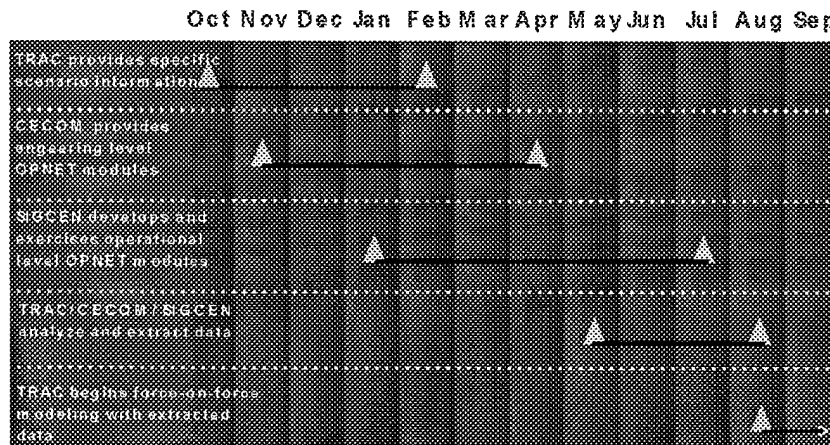 Oct Nov Dec Jan Feb Mar Apr May Jun Jul Aug Sep
TRAC provides specific
scenario information
CECOM provides
engeering level
OPNET modules
SIGCEN develops and
exercises operational
level OPNET modules
TRAC/CECOM/SIGCEN
analyze and extract data
TRAC begins force-on-force
modeling with extracted
data